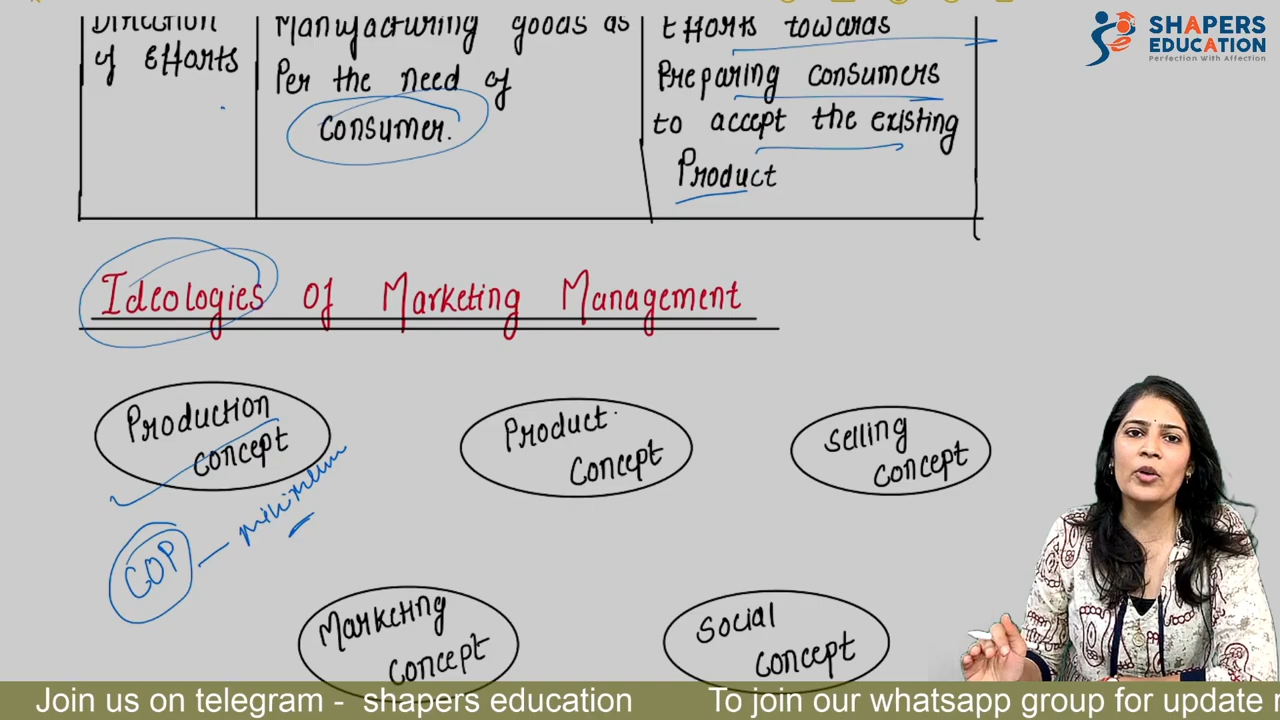 SHAPERS
EDUCATION
Perfection With Affection
Direction
of Efforts
Manufacturing goods as
Per the need of
consumer.
Efforts towards
Preparing consumers
to accept the existing
Product
Ideologies of Marketing Management
Production
concept
Product
concept
Selling
concept
COP – minimum
Marketing
concept
Social
concept
Join us on telegram - shapers education
To join our whatsapp group for update